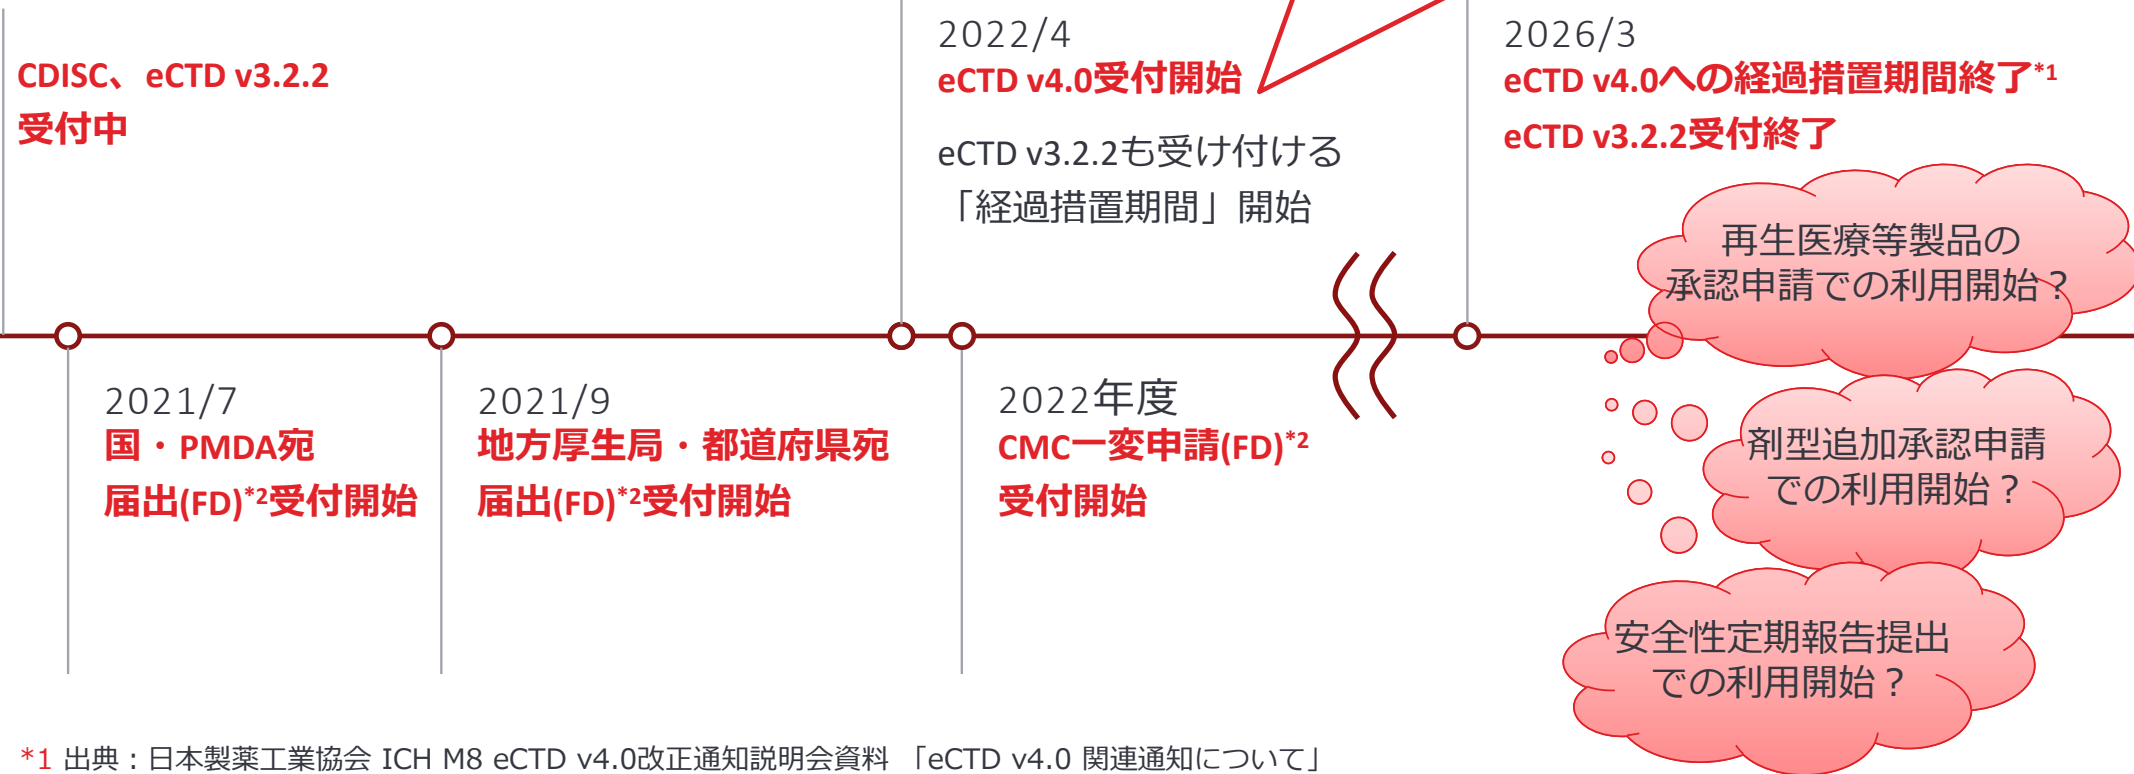 CDISC、eCTD v3.2.2
受付中
2022/4
eCTD v4.0受付開始
eCTD v3.2.2も受け付ける
「経過措置期間」開始
2026/3
eCTD v4.0への経過措置期間終了*1
eCTD v3.2.2受付終了
再生医療等製品の
承認申請での利用開始？
2021/7
国・PMDA宛
届出(FD)*2受付開始
2021/9
地方厚生局・都道府県宛
届出(FD)*2受付開始
2022年度
CMC一変申請(FD)*2
受付開始
剤型追加承認申請
での利用開始？
安全性定期報告提出
での利用開始？
*1 出典：日本製薬工業協会 ICH M8 eCTD v4.0改正通知説明会資料 「eCTD v4.0 関連通知について」